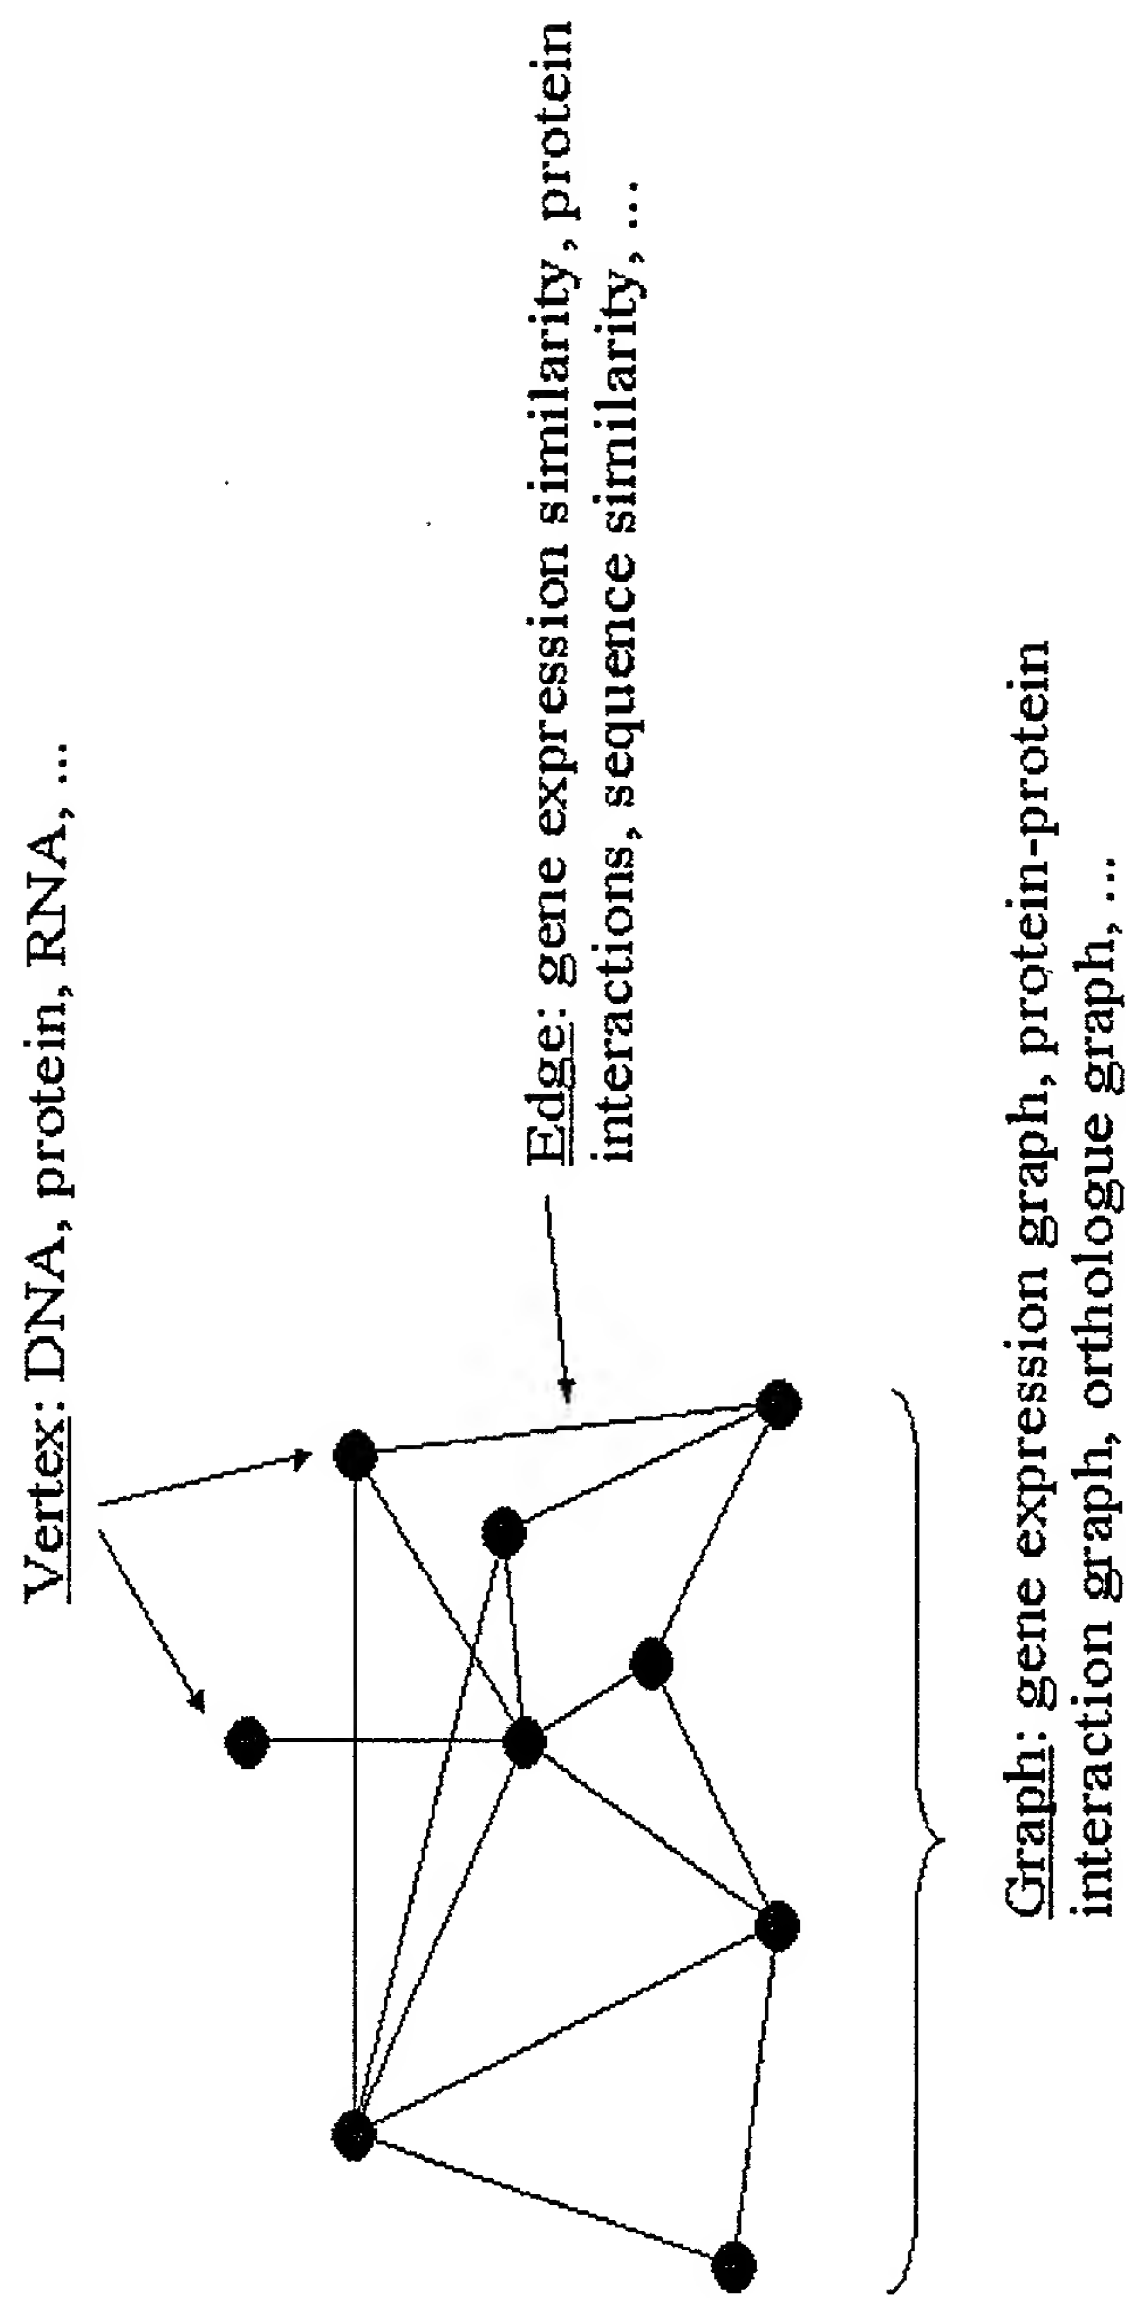 Vertex: DNA, protein, RNA, ...
Edge: gene expression similarity, protein
interactions, sequence similarity, ...
Graph: gene expression graph, protein-protein
interaction graph, orthologue graph, ...